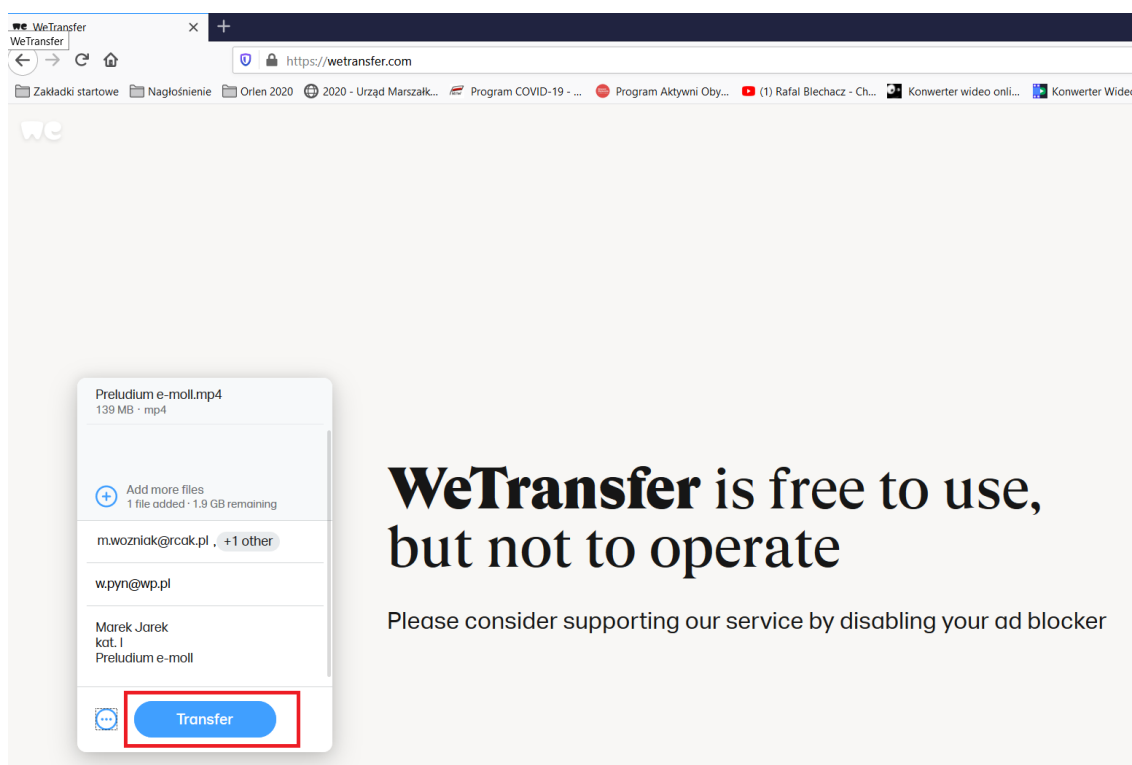 we WeTransfer
WeTransfer
https://wetransfer.com
Zakładki startowe Nagłośnienie Orlen 2020 2020 - Urząd Marszałk... Program COVID-19 - ... Program Aktywni Oby... (1) Rafal Blechacz - Ch... Konwerter wideo onli... Konwerter Wide
we
Preludium e-moll.mp4
139 MB · mp4
Add more files
1 file added · 1.9 GB remaining
m.wozniak@rcak.pl , +1 other
w.pyn@wp.pl
Marek Jarek
kat. I
Preludium e-moll
Transfer
WeTransfer is free to use,
but not to operate
Please consider supporting our service by disabling your ad blocker